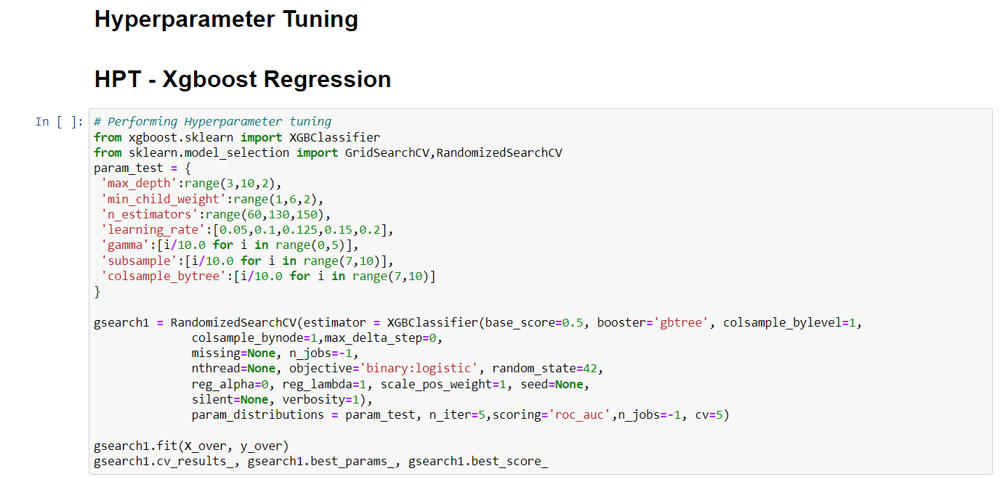 Hyperparameter Tuning
HPT - Xgboost Regression
In [ ]:
# Performing Hyperparameter tuning
from xgboost.sklearn import XGBClassifier
from sklearn.model_selection import GridSearchCV,RandomizedSearchCV
param_test = {
 'max_depth':range(3,10,2),
 'min_child_weight':range(1,6,2),
 'n_estimators':range(60,130,150),
 'learning_rate':[0.05,0.1,0.125,0.15,0.2],
 'gamma':[i/10.0 for i in range(0,5)],
 'subsample':[i/10.0 for i in range(7,10)],
 'colsample_bytree':[i/10.0 for i in range(7,10)]
}
gsearch1 = RandomizedSearchCV(estimator = XGBClassifier(base_score=0.5, booster='gbtree', colsample_bylevel=1,
              colsample_bynode=1,max_delta_step=0,
              missing=None, n_jobs=-1,
              nthread=None, objective='binary:logistic', random_state=42,
              reg_alpha=0, reg_lambda=1, scale_pos_weight=1, seed=None,
              silent=None, verbosity=1),
              param_distributions = param_test, n_iter=5,scoring='roc_auc',n_jobs=-1, cv=5)
gsearch1.fit(X_over, y_over)
gsearch1.cv_results_, gsearch1.best_params_, gsearch1.best_score_